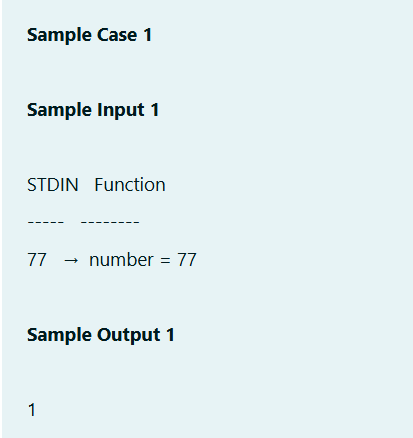 Sample Case 1
Sample Input 1
STDIN   Function
-----   --------
77   →  number = 77
Sample Output 1
1